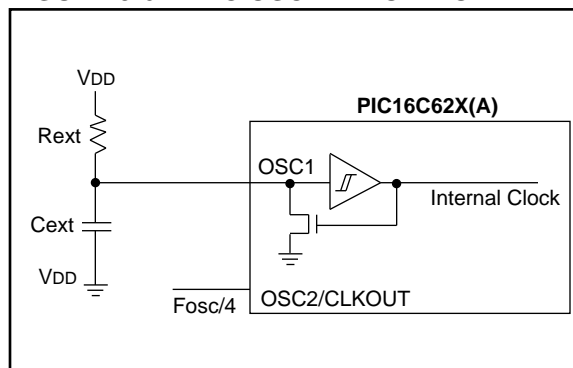 VDD
PIC16C62X(A)
Rext
OSC1
Internal Clock
Cext
VDD
Fosc/4
OSC2/CLKOUT